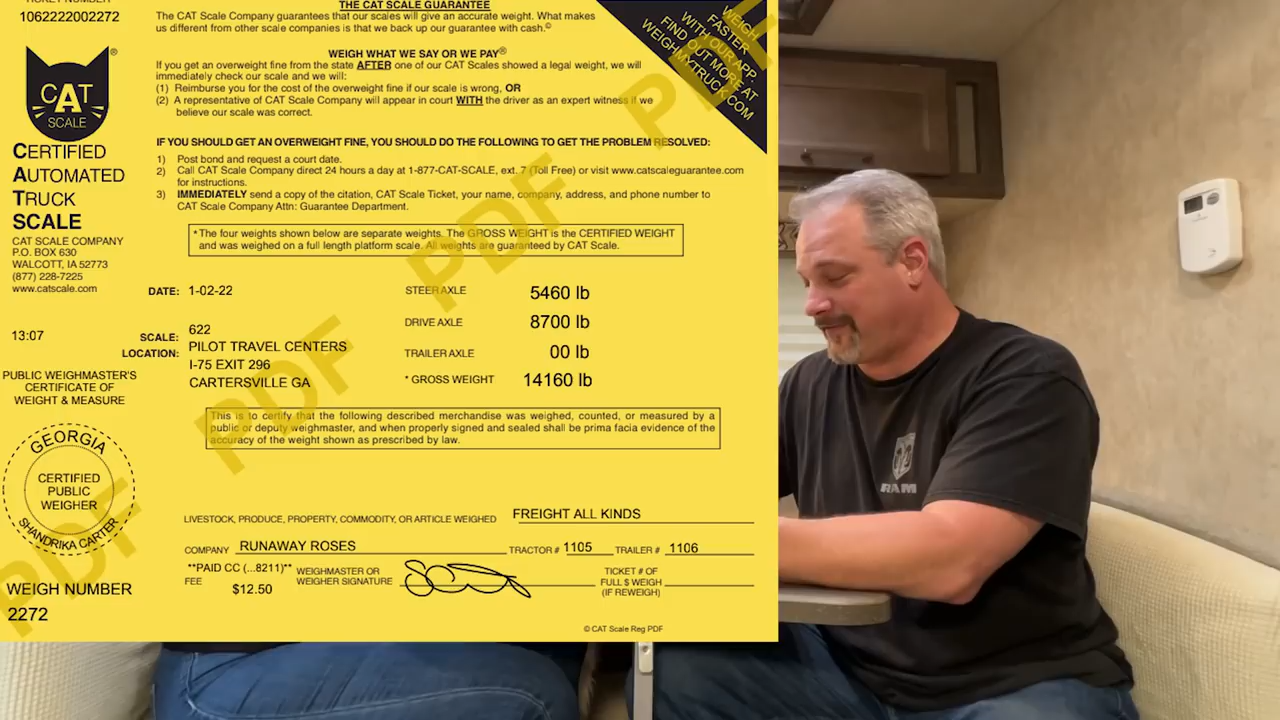 TICKET NUMBER
1062222002272
THE CAT SCALE GUARANTEE
The CAT Scale Company guarantees that our scales will give an accurate weight. What makes
us different from other scale companies is that we back up our guarantee with cash.©
WEIGH WHAT WE SAY OR WE PAY®
If you get an overweight fine from the state AFTER one of our CAT Scales showed a legal weight, we will
immediately check our scale and we will:
(1) Reimburse you for the cost of the overweight fine if our scale is wrong, OR
(2) A representative of CAT Scale Company will appear in court WITH the driver as an expert witness if we
believe our scale was correct.
WEIGH
FASTER
WITH OUR APP.
FIND OUT MORE AT
WEIGHMYTRUCK.COM
IF YOU SHOULD GET AN OVERWEIGHT FINE, YOU SHOULD DO THE FOLLOWING TO GET THE PROBLEM RESOLVED:
1) Post bond and request a court date.
2) Call CAT Scale Company direct 24 hours a day at 1-877-CAT-SCALE, ext. 7 (Toll Free) or visit www.catscaleguarantee.com
for instructions.
3) IMMEDIATELY send a copy of the citation, CAT Scale Ticket, your name, company, address, and phone number to
CAT Scale Company Attn: Guarantee Department.
CAT
SCALE
®
CERTIFIED
AUTOMATED
TRUCK
SCALE
CAT SCALE COMPANY
P.O. BOX 630
WALCOTT, IA 52773
(877) 228-7225
www.catscale.com
*The four weights shown below are separate weights. The GROSS WEIGHT is the CERTIFIED WEIGHT
and was weighed on a full length platform scale. All weights are guaranteed by CAT Scale.
DATE: 1-02-22
STEER AXLE 5460 lb
DRIVE AXLE 8700 lb
TRAILER AXLE 00 lb
* GROSS WEIGHT 14160 lb
13:07
SCALE: 622
LOCATION: PILOT TRAVEL CENTERS
I-75 EXIT 296
CARTERSVILLE GA
PUBLIC WEIGHMASTER'S
CERTIFICATE OF
WEIGHT & MEASURE
This is to certify that the following described merchandise was weighed, counted, or measured by a
public or deputy weighmaster, and when properly signed and sealed shall be prima facia evidence of the
accuracy of the weight shown as prescribed by law.
GEORGIA
CERTIFIED
PUBLIC
WEIGHER
SHANDRIKA CARTER
LIVESTOCK, PRODUCE, PROPERTY, COMMODITY, OR ARTICLE WEIGHED FREIGHT ALL KINDS
COMPANY RUNAWAY ROSES TRACTOR # 1105 TRAILER # 1106
**PAID CC (...8211)**
FEE $12.50
WEIGHMASTER OR
WEIGHER SIGNATURE
TICKET # OF
FULL $ WEIGH
(IF REWEIGH)
WEIGH NUMBER
2272
© CAT Scale Reg PDF
PDF
PDF
PDF
PDF
RAM